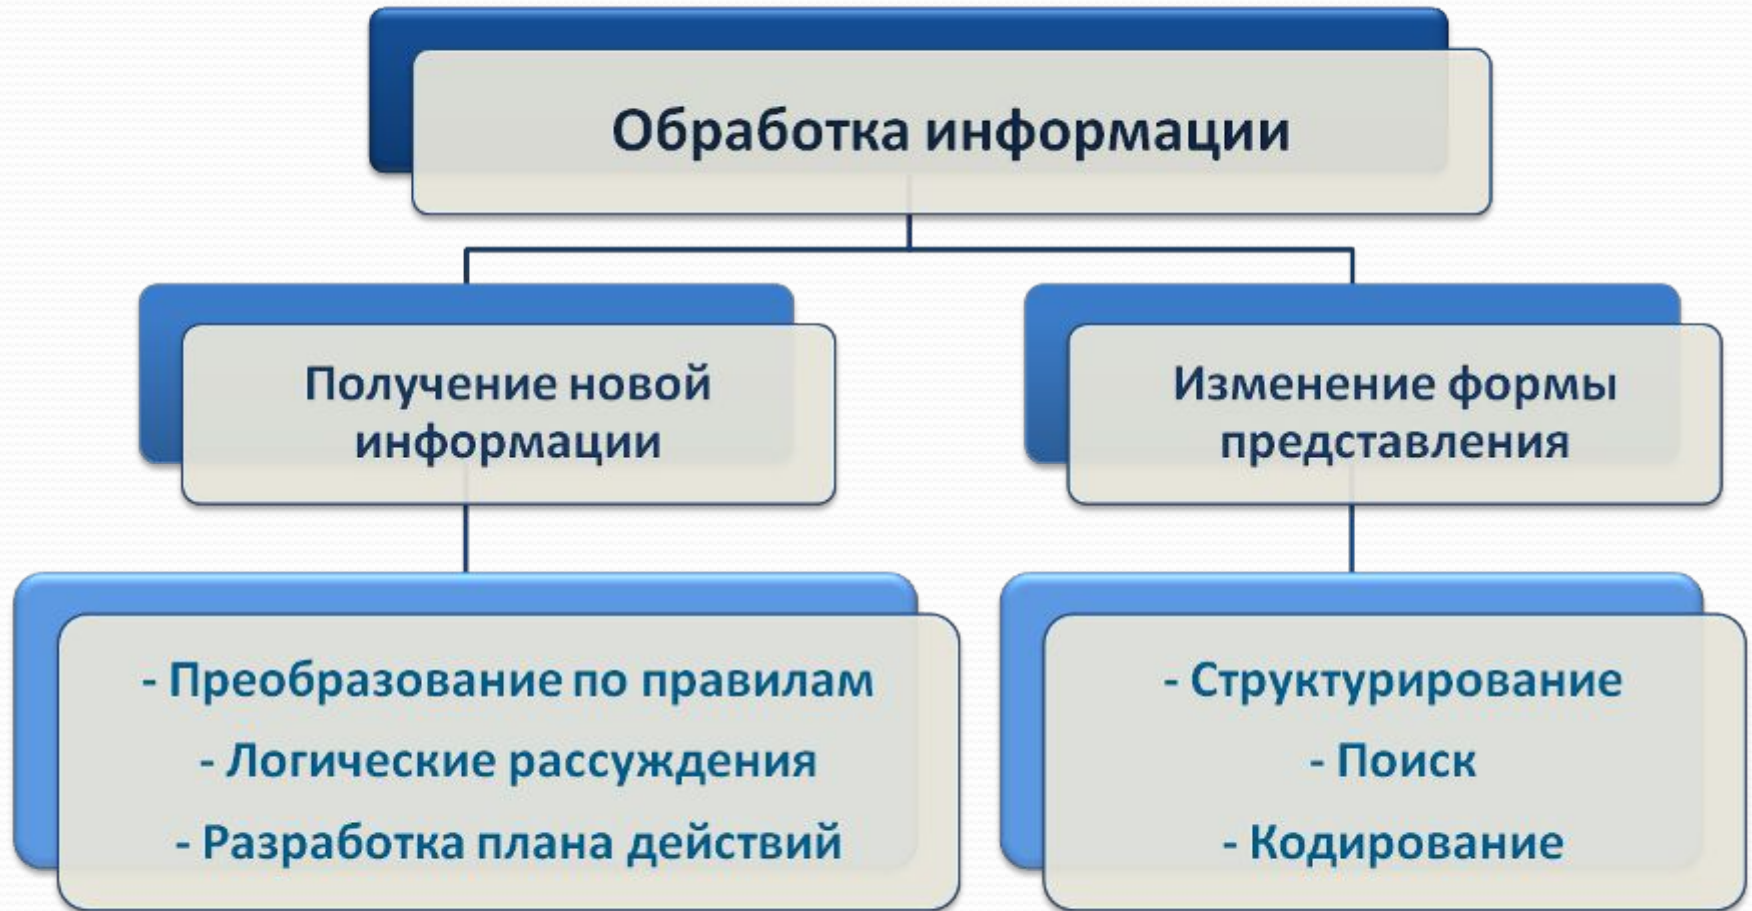 Обработка информации
Получение новой
информации
Изменение формы
представления
- Преобразование по правилам
- Логические рассуждения
- Разработка плана действий
- Структурирование
- Поиск
- Кодирование